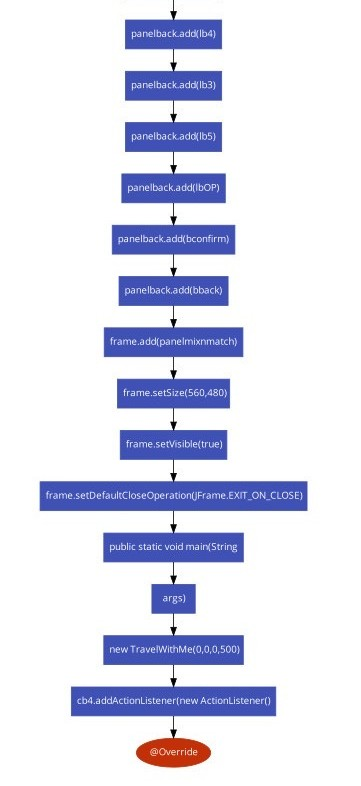 panelback.add(lb4)
panelback.add(lb3)
panelback.add(lb5)
panelback.add(lbOP)
panelback.add(bconfirm)
panelback.add(bback)
frame.add(panelmixnmatch)
frame.setSize(560,480)
frame.setVisible(true)
frame.setDefaultCloseOperation(JFrame.EXIT_ON_CLOSE)
public static void main(String
args)
new TravelWithMe(0,0,0,500)
cb4.addActionListener(new ActionListener()
@Override